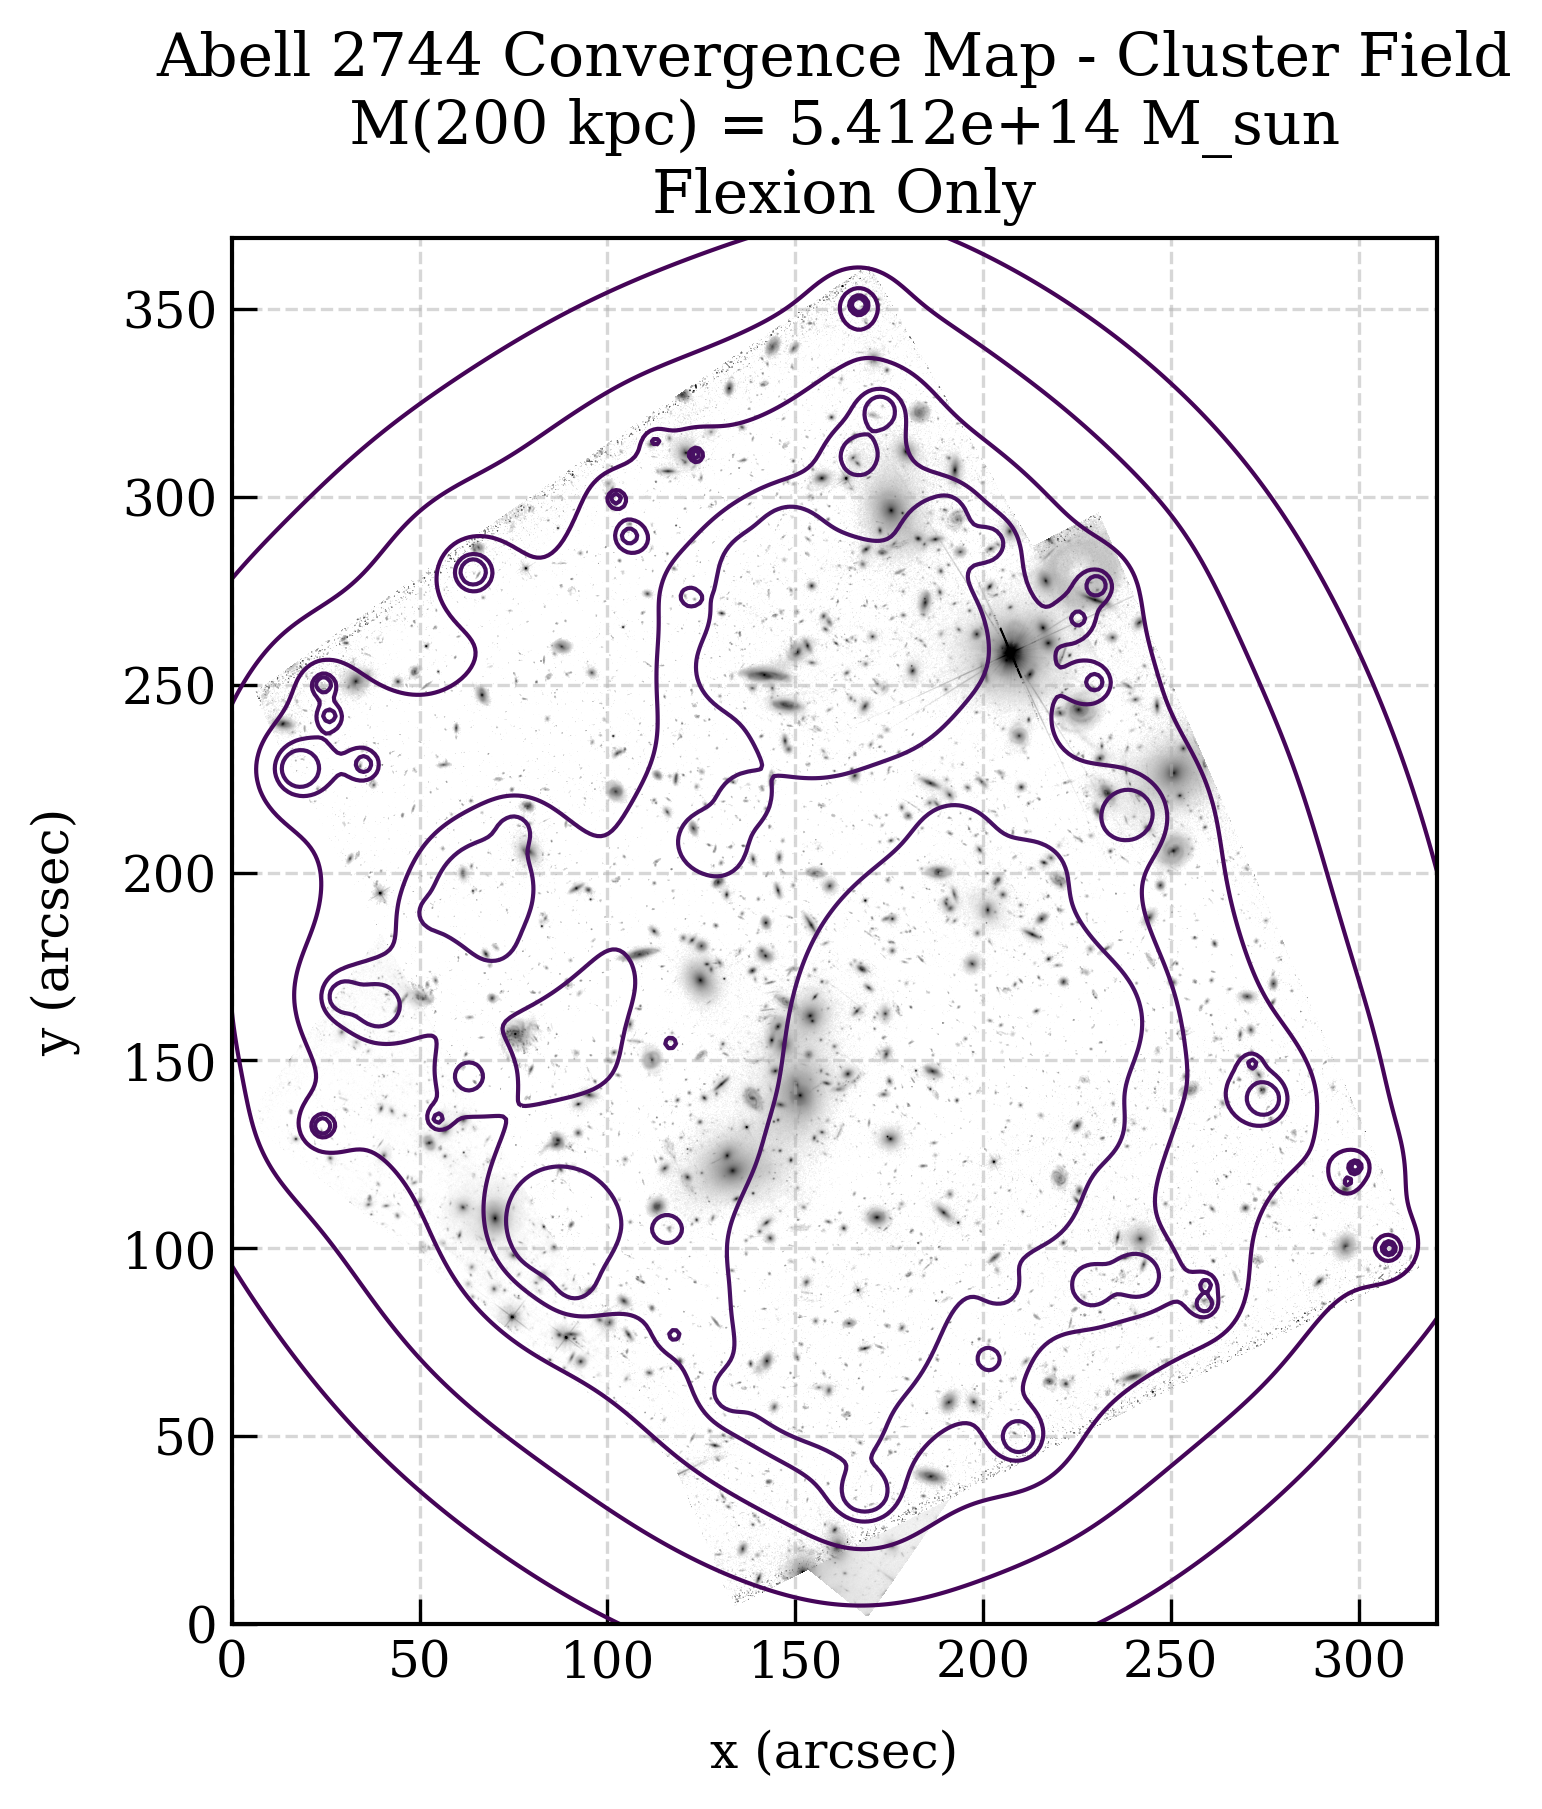 Abell 2744 Convergence Map - Cluster Field
M(200 kpc) = 5.412e+14 M_sun
Flexion Only
350
300
250
200
150
100
50
0
y (arcsec)
0 50 100 150 200 250 300
x (arcsec)